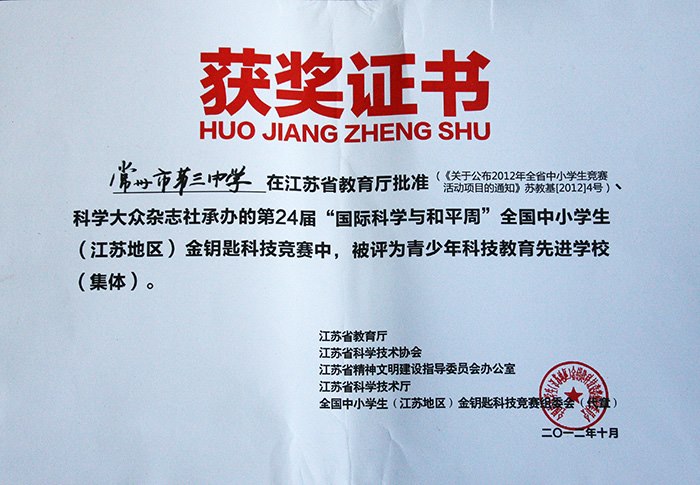 获奖证书
HUO JIANG ZHENG SHU
常州市第三中学 在江苏省教育厅批准（《关于公布2012年全省中小学生竞赛活动项目的通知》苏教基[2012]4号）、
科学大众杂志社承办的第24届“国际科学与和平周”全国中小学生
（江苏地区）金钥匙科技竞赛中，被评为青少年科技教育先进学校
（集体）。
江苏省教育厅
江苏省科学技术协会
江苏省精神文明建设指导委员会办公室
江苏省科学技术厅
全国中小学生（江苏地区）金钥匙科技竞赛组委会（代章）
二〇一二年十月